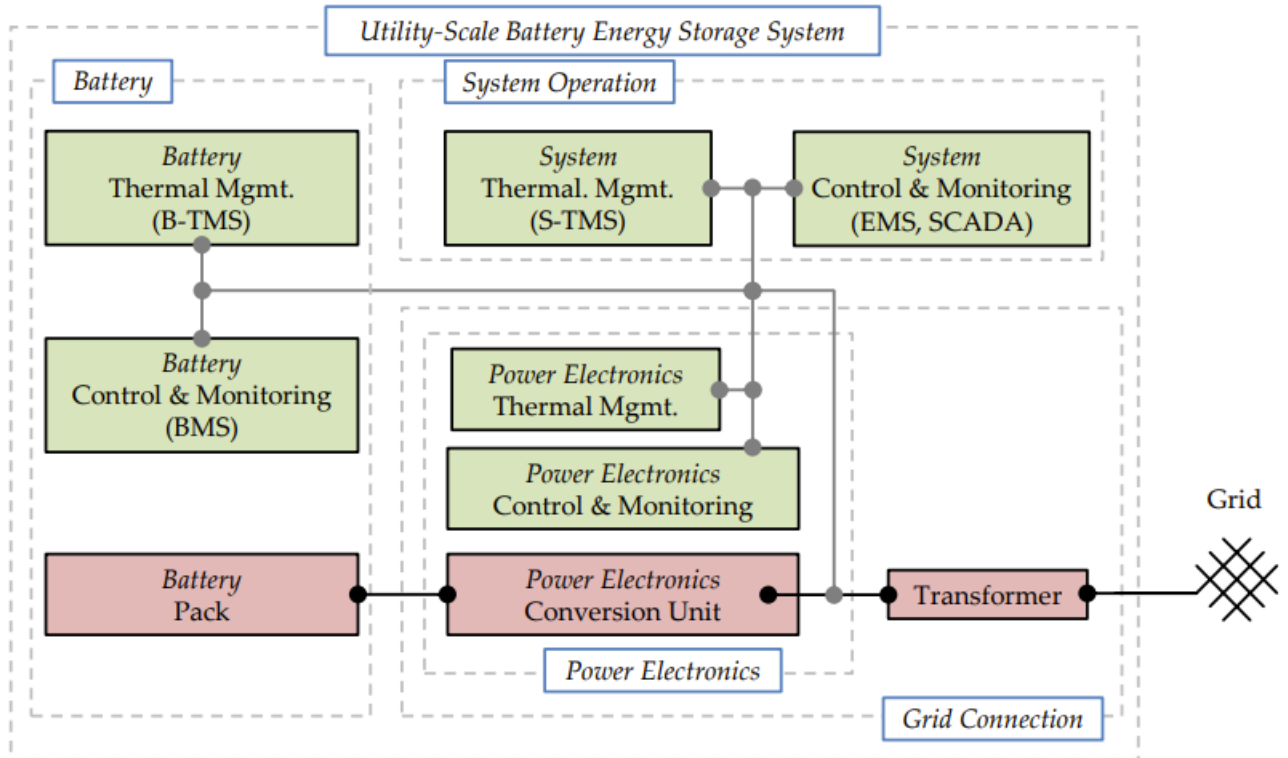 Utility-Scale Battery Energy Storage System
Battery
System Operation
Battery
Thermal Mgmt.
(B-TMS)
System
Thermal. Mgmt.
(S-TMS)
System
Control & Monitoring
(EMS, SCADA)
Battery
Control & Monitoring
(BMS)
Power Electronics
Thermal Mgmt.
Power Electronics
Control & Monitoring
Grid
Battery
Pack
Power Electronics
Conversion Unit
Transformer
Power Electronics
Grid Connection